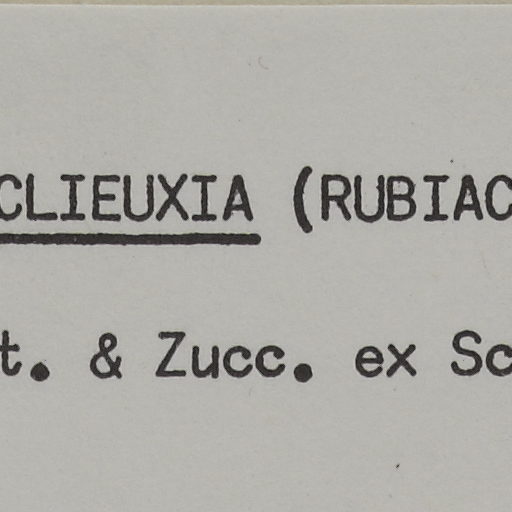 CLIEUXIA (RUBIAC
t. & Zucc. ex Sc